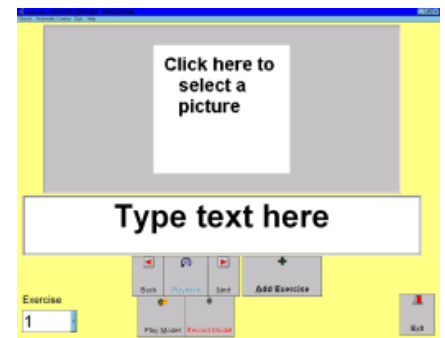 Click here to
select a
picture
Type text here
Back Playback Next Add Exercise
Exercise
1
Play Model Record Model
Exit